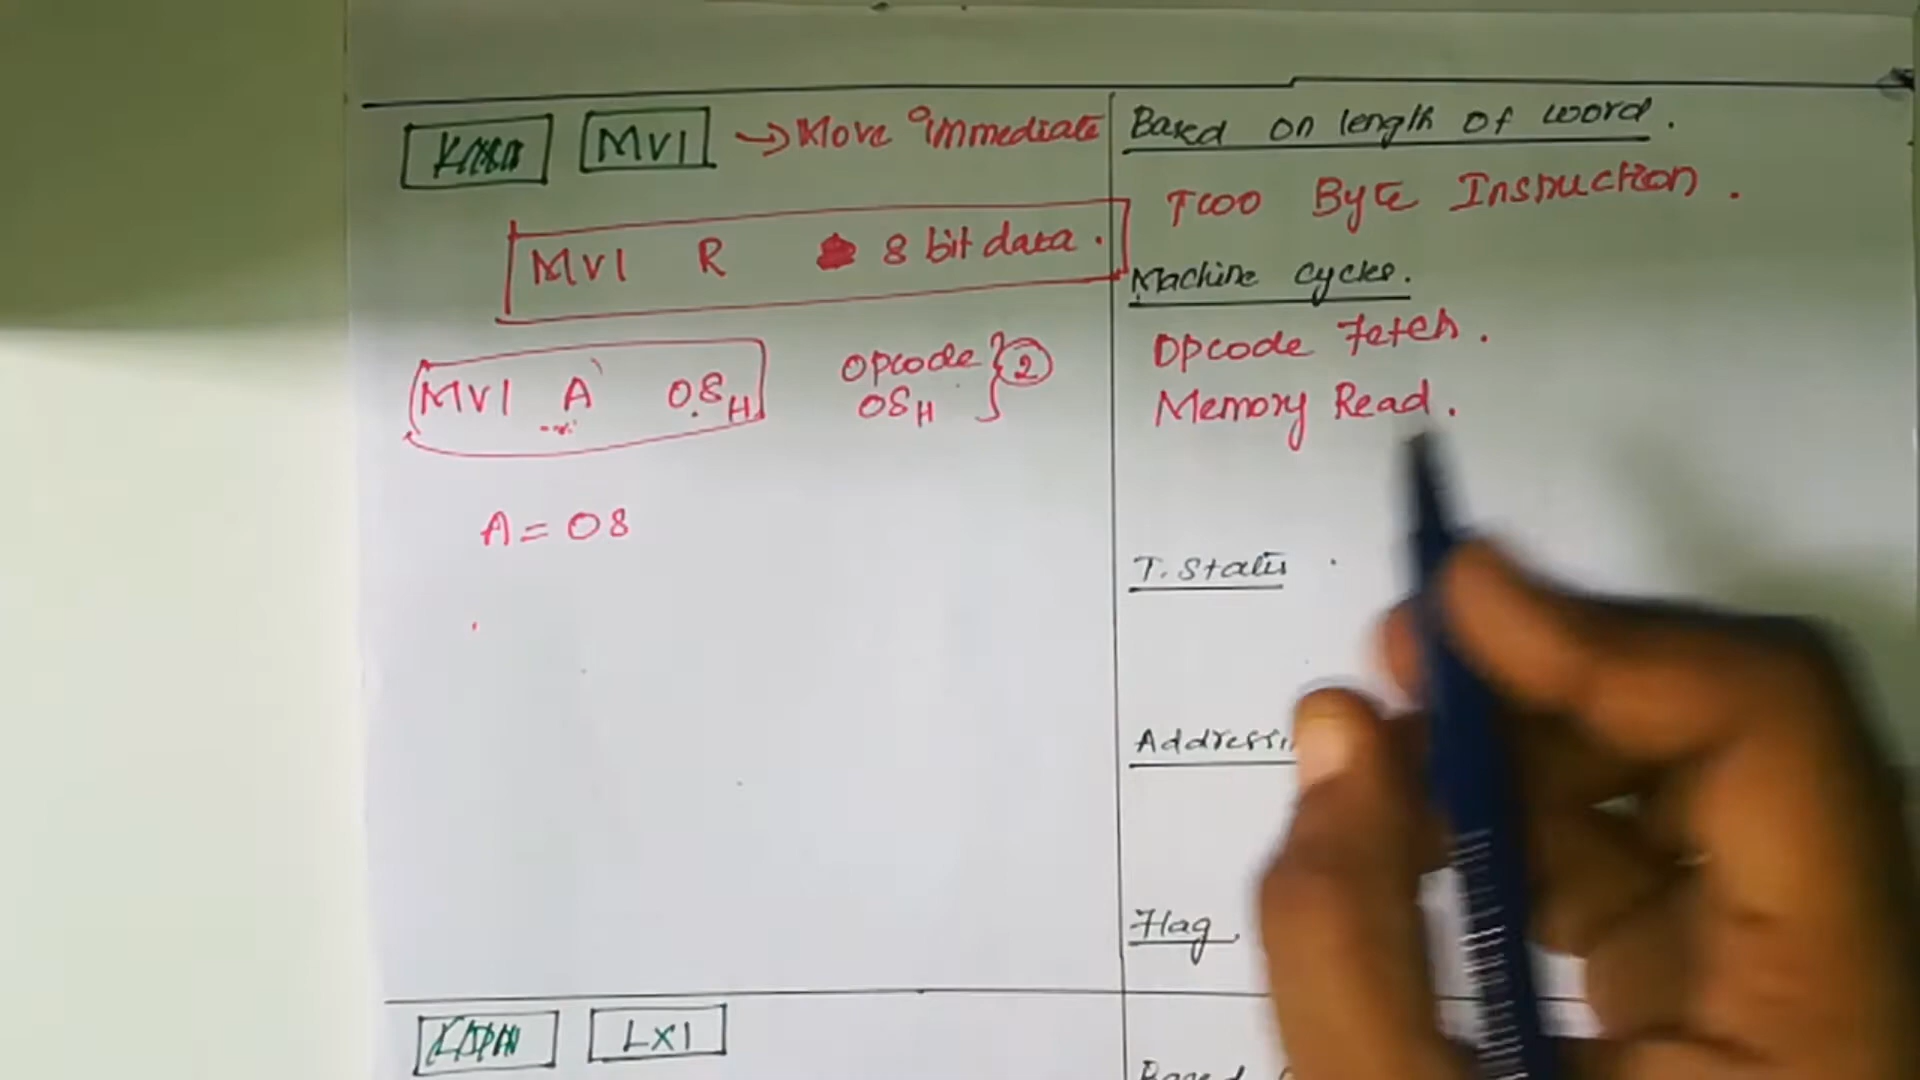 MVI → Move immediate
MVI R 8 bit data.
MVI A 08H
Opcode
08H } 2
A = 08
Based on length of word.
Two Byte Instruction.
Machine cycles.
Opcode Fetch.
Memory Read.
T. States
Flag
LXI